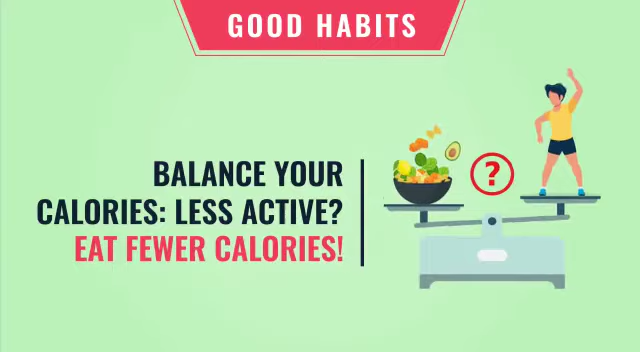 GOOD HABITS
BALANCE YOUR
CALORIES: LESS ACTIVE?
EAT FEWER CALORIES!
?